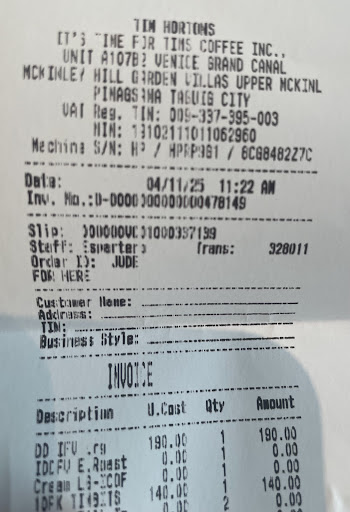 TIM HORTONS
IT'S TIME FOR TIMS COFFEE INC.,
UNIT A107B2 VENICE GRAND CANAL
MCKINLEY HILL GARDEN VILLAS UPPER MCKINL
TAGUIG CITY
VAT Reg. TIN: 009-337-395-003
MIN:
Machine S/N: HP /
Date: 04/11/25 11:22 AM
Inv. No.:
Slip:
Staff: Trans: 328011
Order ID: JUDE
FOR HERE
Customer Name:
Address:
TIN:
Business Style:
INVOICE
Description U.Cost Qty Amount
190.00 1 190.00
E.Roast 0.00 1 0.00
Cream 140.00 1 140.00
0.00 2 0.00